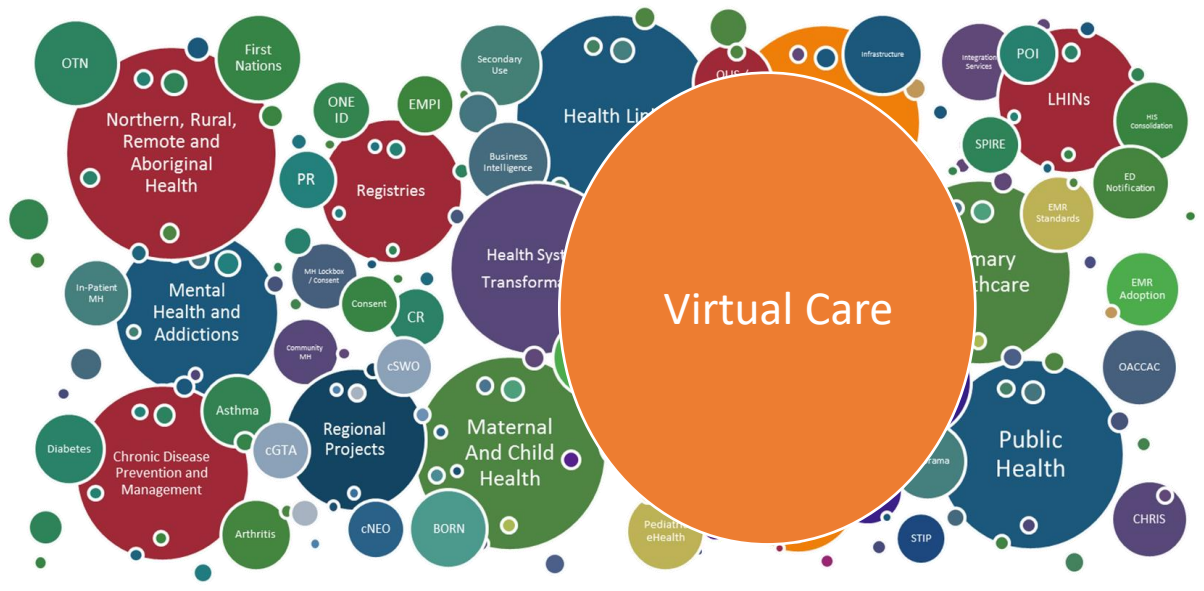 OTN
First
Nations
Northern, Rural,
Remote and
Aboriginal
Health
ONE
ID
EMPI
PR
Registries
Secondary
Use
Business
Intelligence
Health
Infrastructure
Integration
Services
POI
LHINs
HIS
Consolidation
SPIRE
ED
Notification
EMR
Standards
In-Patient
MH
Mental
Health and
Addictions
MH Lockbox
/ Consent
Consent
CR
Community
MH
cSWO
Health
Virtual Care
EMR
Adoption
OACCAC
Diabetes
Asthma
Chronic Disease
Prevention and
Management
Arthritis
cGTA
Regional
Projects
cNEO
Maternal
And Child
Health
BORN
eHealth
Public
Health
STIP
CHRIS